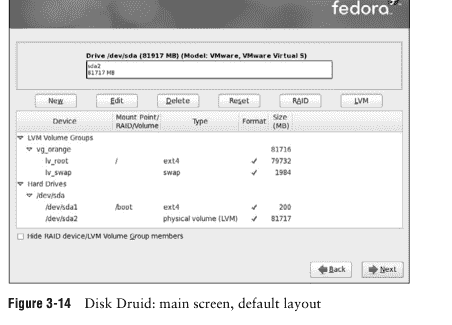 fedora
Drive /dev/sda (81917 MB) (Model: VMware, VMware Virtual S)
sda2
81717 MB
New Edit Delete Reset RAID LVM
Device Mount Point/ RAID/Volume Type Format Size (MB)
LVM Volume Groups
vg_orange 81716
lv_root / ext4 ✓ 79732
lv_swap swap ✓ 1984
Hard Drives
/dev/sda
/dev/sda1 /boot ext4 ✓ 200
/dev/sda2 physical volume (LVM) ✓ 81717
Hide RAID device/LVM Volume Group members
Back Next
Figure 3-14 Disk Druid: main screen, default layout